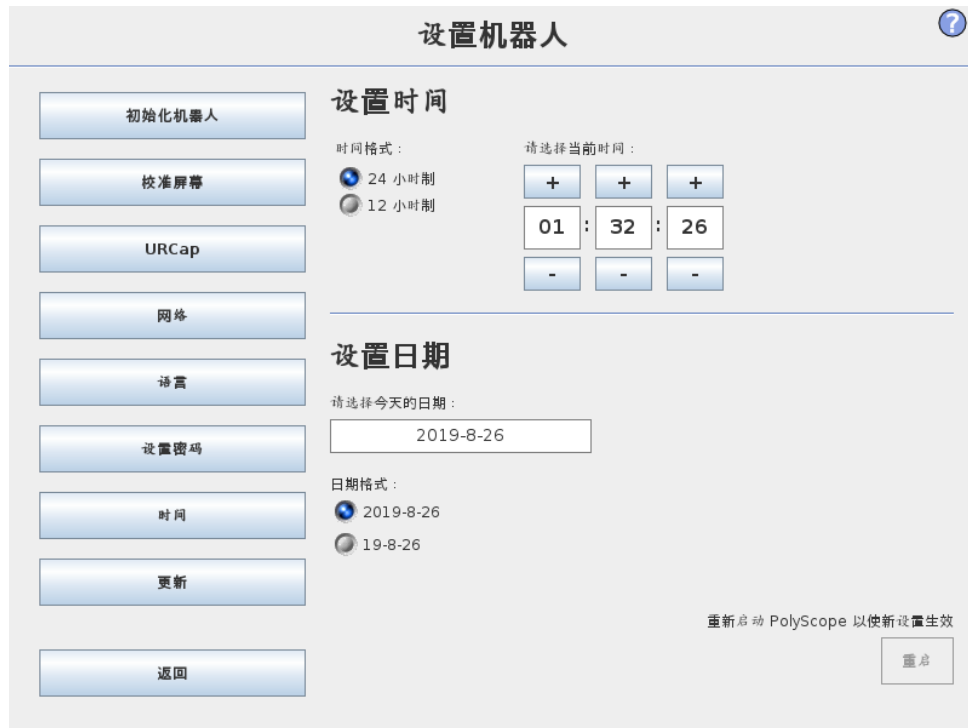 设置机器人
?
初始化机器人
校准屏幕
URCap
网络
语言
设置密码
时间
更新
返回
设置时间
时间格式：
24 小时制
12 小时制
请选择当前时间：
+ + +
01 : 32 : 26
- - -
设置日期
请选择今天的日期：
2019-8-26
日期格式：
2019-8-26
19-8-26
重新启动 PolyScope 以使新设置生效
重启